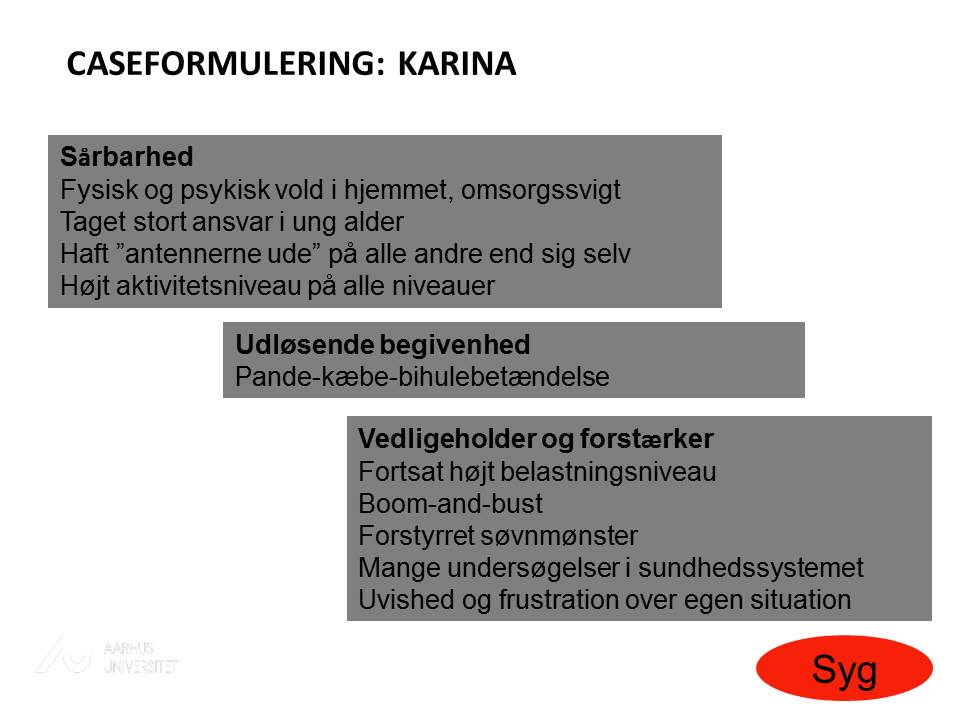 CASEFORMULERING: KARINA
Sårbarhed
Fysisk og psykisk vold i hjemmet, omsorgssvigt
Taget stort ansvar i ung alder
Haft ”antennerne ude” på alle andre end sig selv
Højt aktivitetsniveau på alle niveauer
Udløsende begivenhed
Pande-kæbe-bihulebetændelse
Vedligeholder og forstærker
Fortsat højt belastningsniveau
Boom-and-bust
Forstyrret søvnmønster
Mange undersøgelser i sundhedssystemet
Uvished og frustration over egen situation
AARHUS
UNIVERSITET
Syg